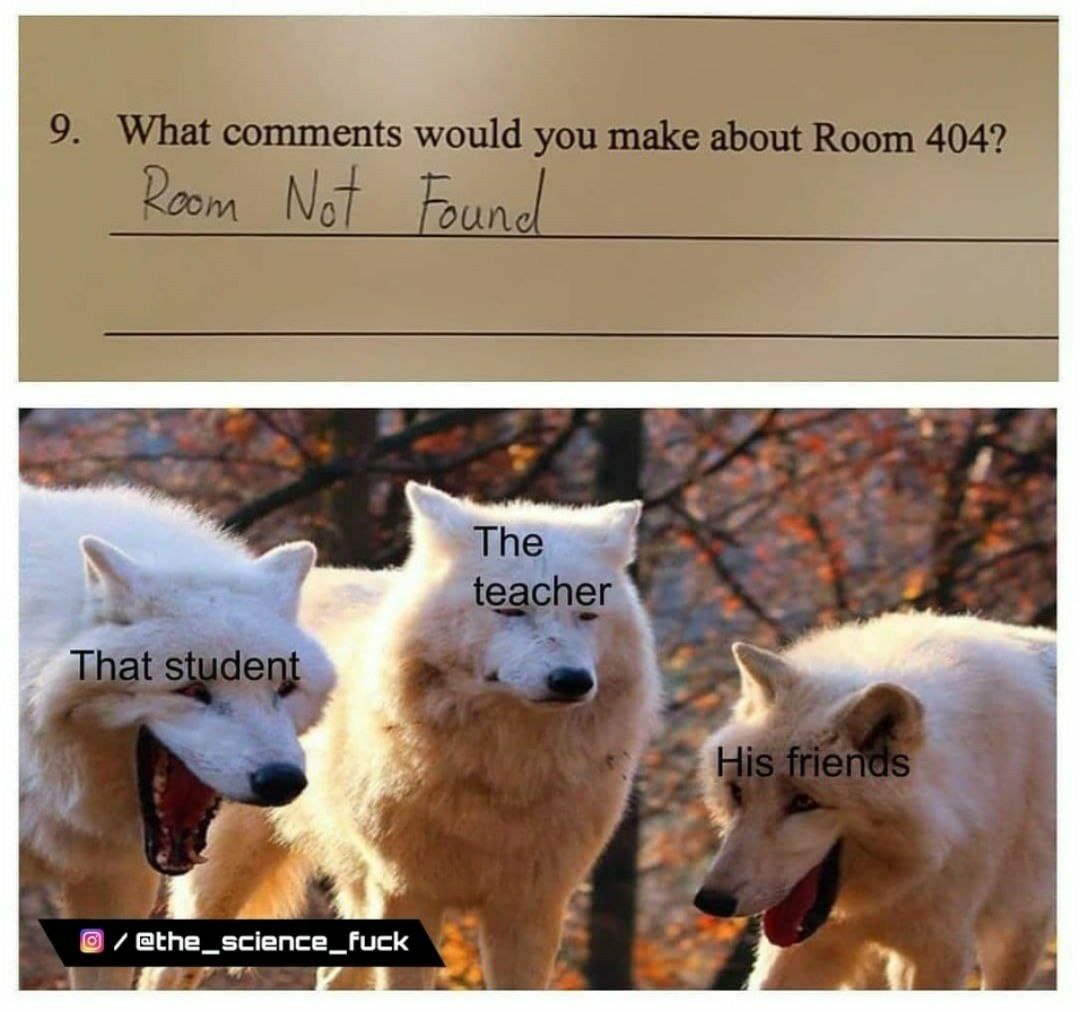 9. What comments would you make about Room 404?
Room Not Found
The
teacher
That student
His friends
/ @the_science_fuck